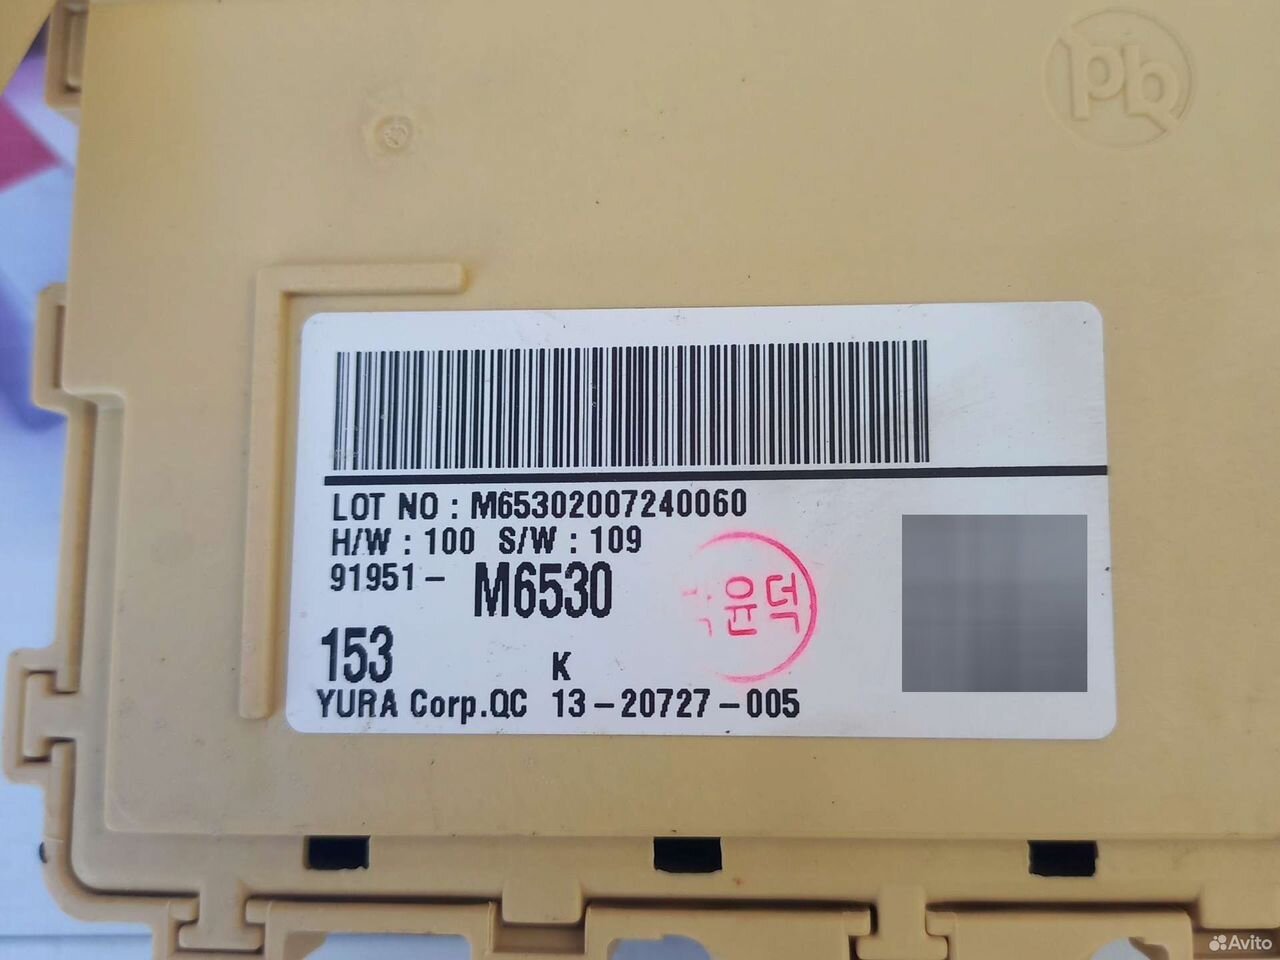 pb
LOT NO : M65302007240060
H/W : 100 S/W : 109
91951- M6530
윤덕
153 K
YURA Corp.QC 13-20727-005
Avito